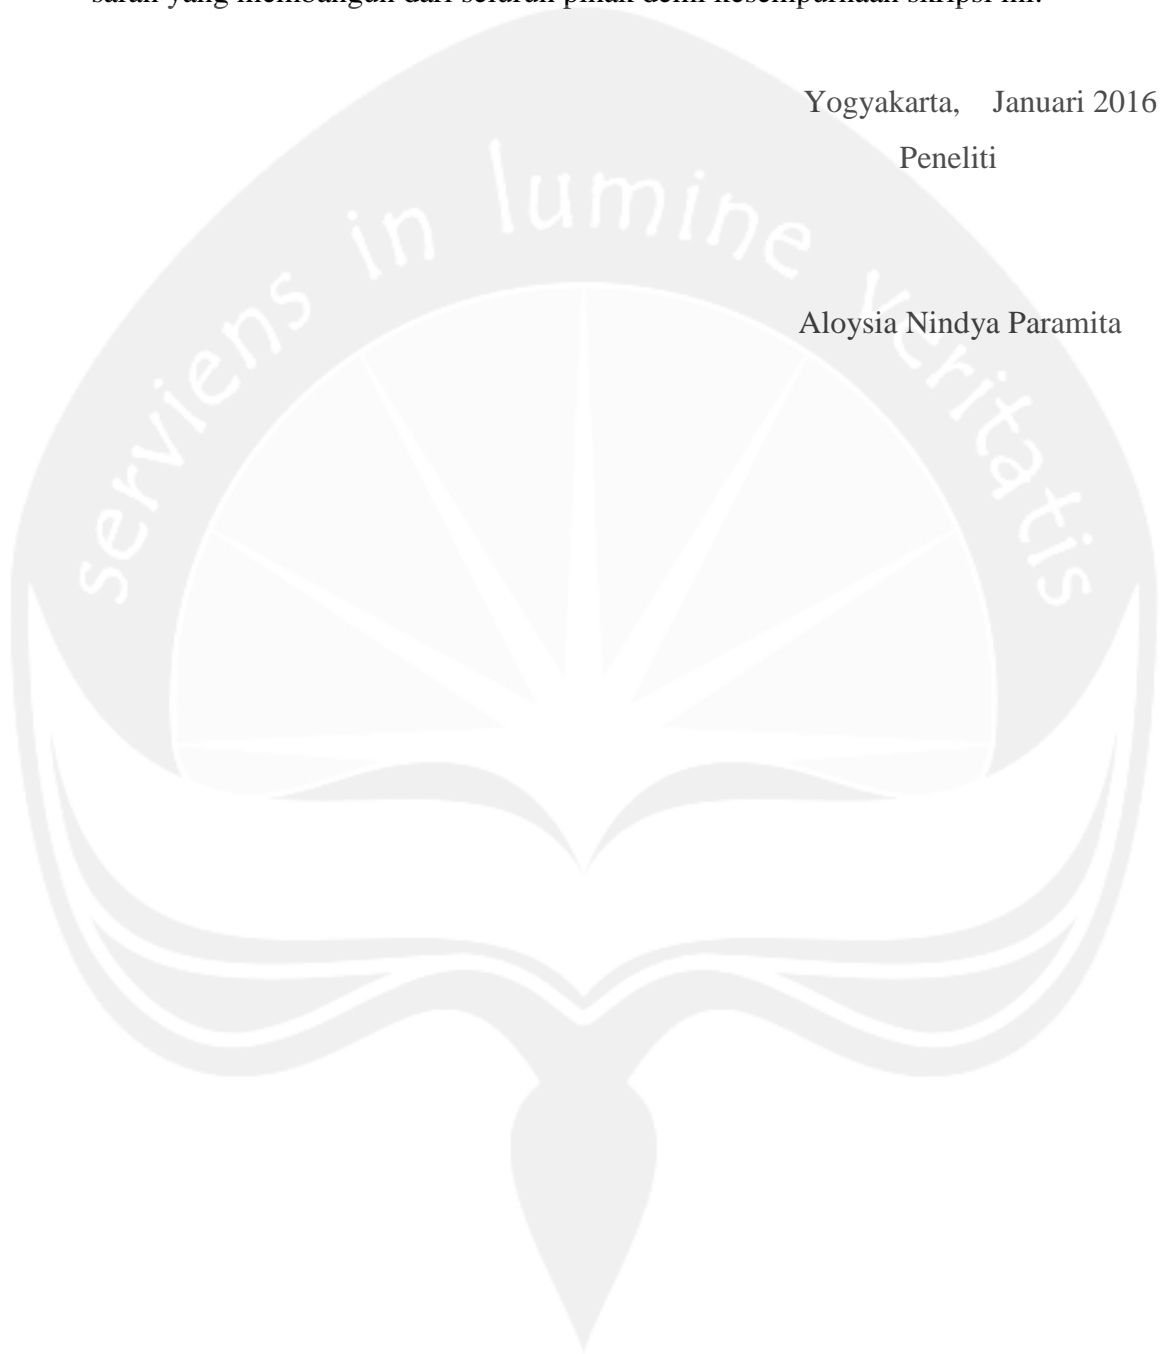 saran yang membangun dari seluruh pihak demi kesempurnaan skripsi ini.
Yogyakarta, Januari 2016
Peneliti
Aloysia Nindya Paramita
serviens in lumine veritatis